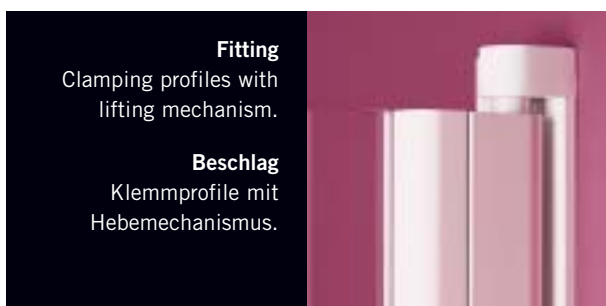 Fitting
Clamping profiles with
lifting mechanism.
Beschlag
Klemmprofile mit
Hebemechanismus.